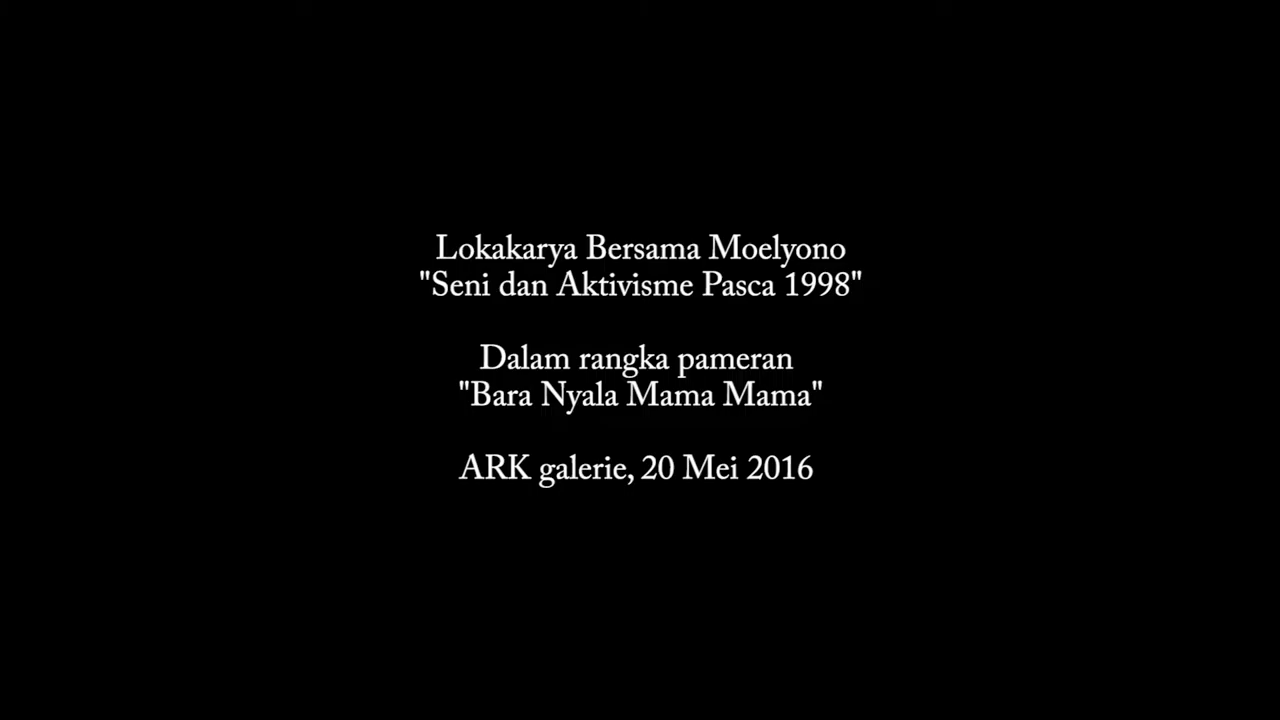 Lokakarya Bersama Moelyono
"Seni dan Aktivisme Pasca 1998"
Dalam rangka pameran
"Bara Nyala Mama Mama"
ARK galerie, 20 Mei 2016